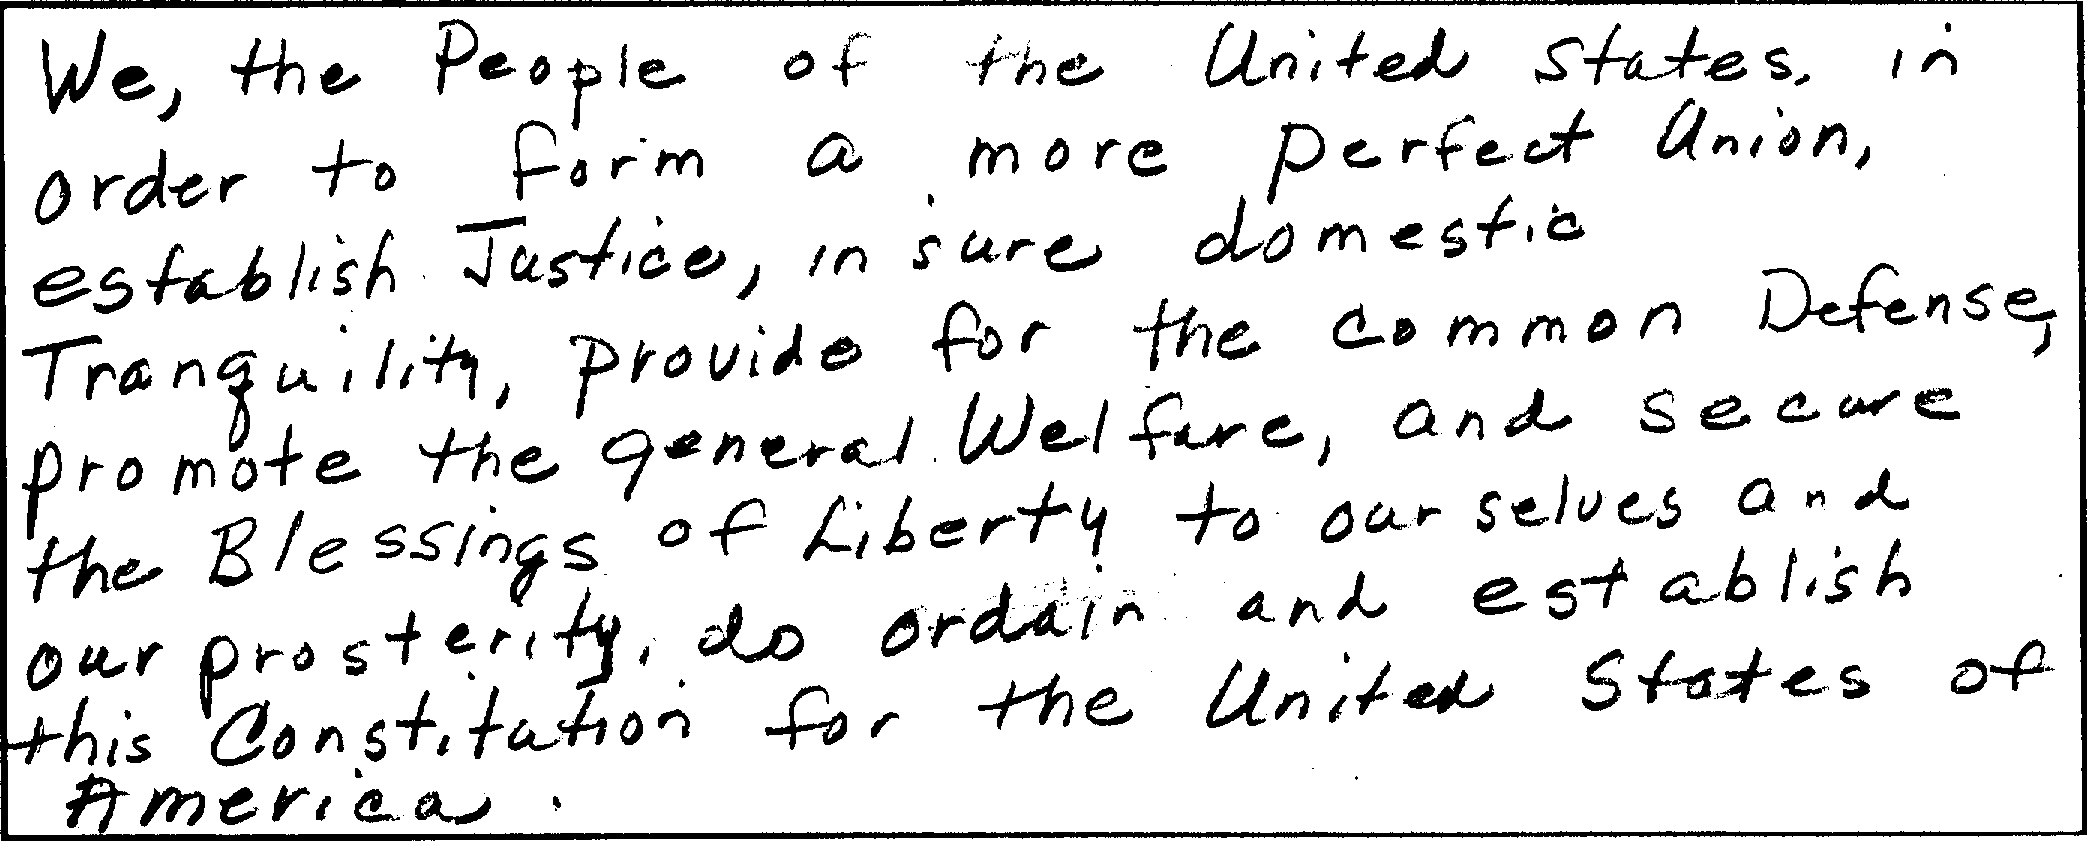 We, the People of the United States, in
order to form a more perfect Union,
establish Justice, insure domestic
Tranquility, provide for the common Defense,
promote the general Welfare, and secure
the Blessings of Liberty to ourselves and
our prosterity, do ordain and establish
this Constitution for the United States of
America.